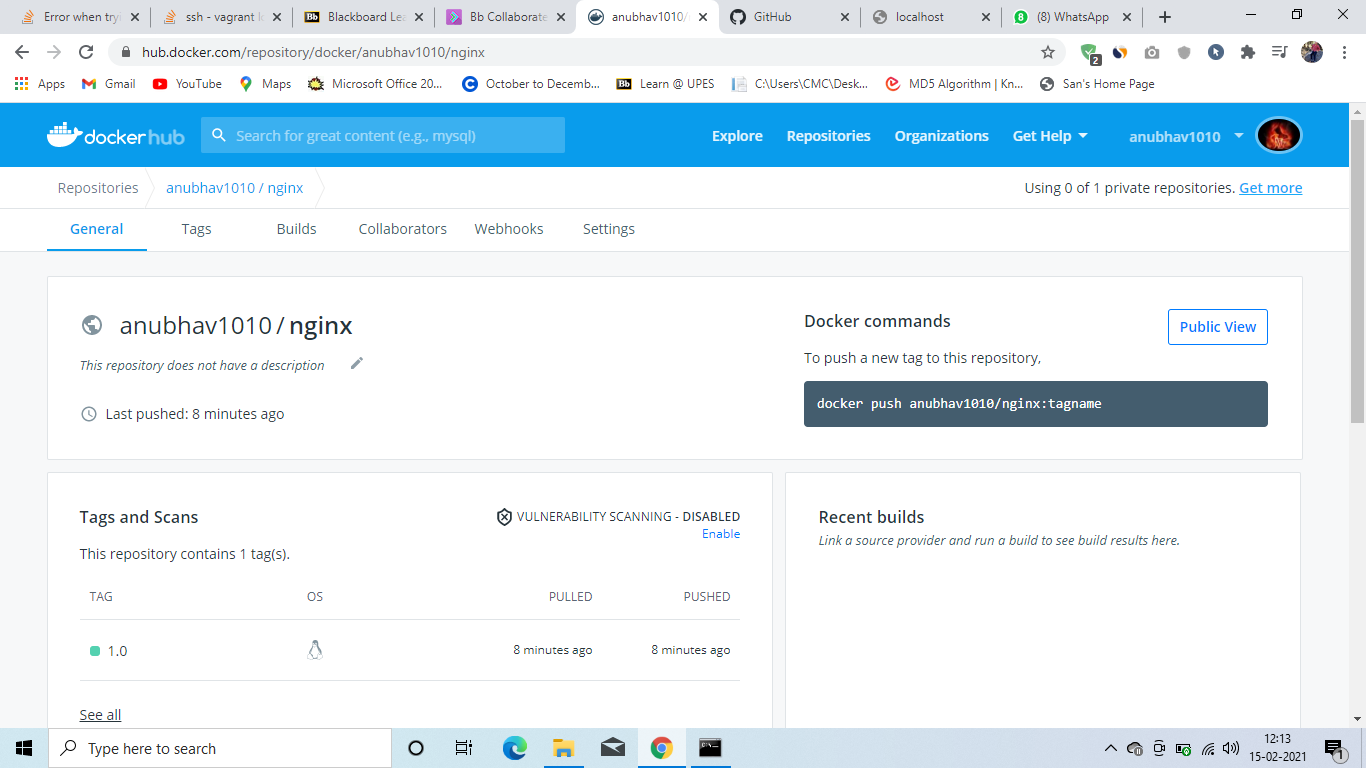 Error when try
ssh - vagrant l
Blackboard Lea
Bb Collaborate
anubhav1010/
GitHub
localhost
(8) WhatsApp
hub.docker.com/repository/docker/anubhav1010/nginx
2
Apps
Gmail
YouTube
Maps
Microsoft Office 20...
October to Decemb...
Bb Learn @ UPES
C:\Users\CMC\Desk...
MD5 Algorithm | Kn...
San's Home Page
dockerhub
Search for great content (e.g., mysql)
Explore
Repositories
Organizations
Get Help
anubhav1010
Repositories
anubhav1010 / nginx
Using 0 of 1 private repositories. Get more
General
Tags
Builds
Collaborators
Webhooks
Settings
anubhav1010 / nginx
This repository does not have a description
Last pushed: 8 minutes ago
Docker commands
Public View
To push a new tag to this repository,
docker push anubhav1010/nginx:tagname
Tags and Scans
VULNERABILITY SCANNING - DISABLED
Enable
This repository contains 1 tag(s).
TAG OS PULLED PUSHED
1.0 8 minutes ago 8 minutes ago
See all
Recent builds
Link a source provider and run a build to see build results here.
Type here to search
12:13
15-02-2021
1